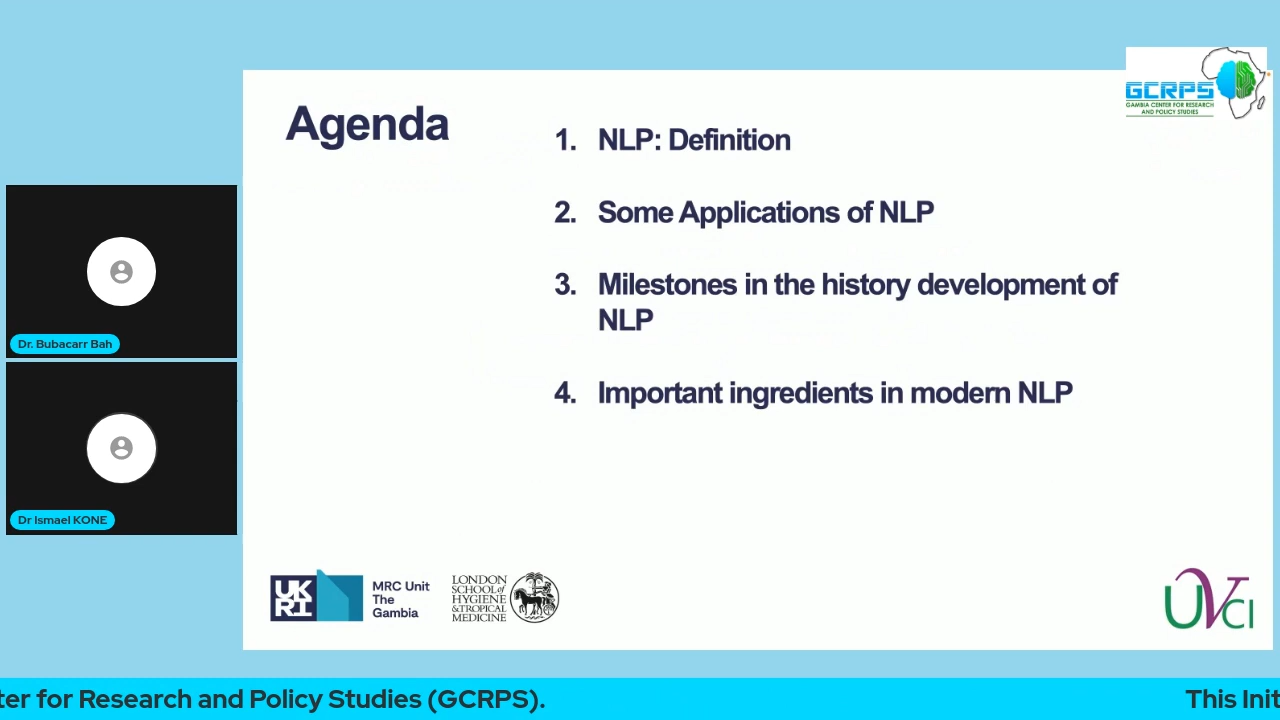 GCRPS
GAMBIA CENTER FOR RESEARCH
AND POLICY STUDIES
Agenda
1. NLP: Definition
2. Some Applications of NLP
3. Milestones in the history development of
NLP
4. Important ingredients in modern NLP
Dr. Bubacarr Bah
Dr Ismael KONE
UK
RI
MRC Unit
The
Gambia
LONDON
SCHOOL of
HYGIENE
& TROPICAL
MEDICINE
UVCI
ter for Research and Policy Studies (GCRPS).
This Init